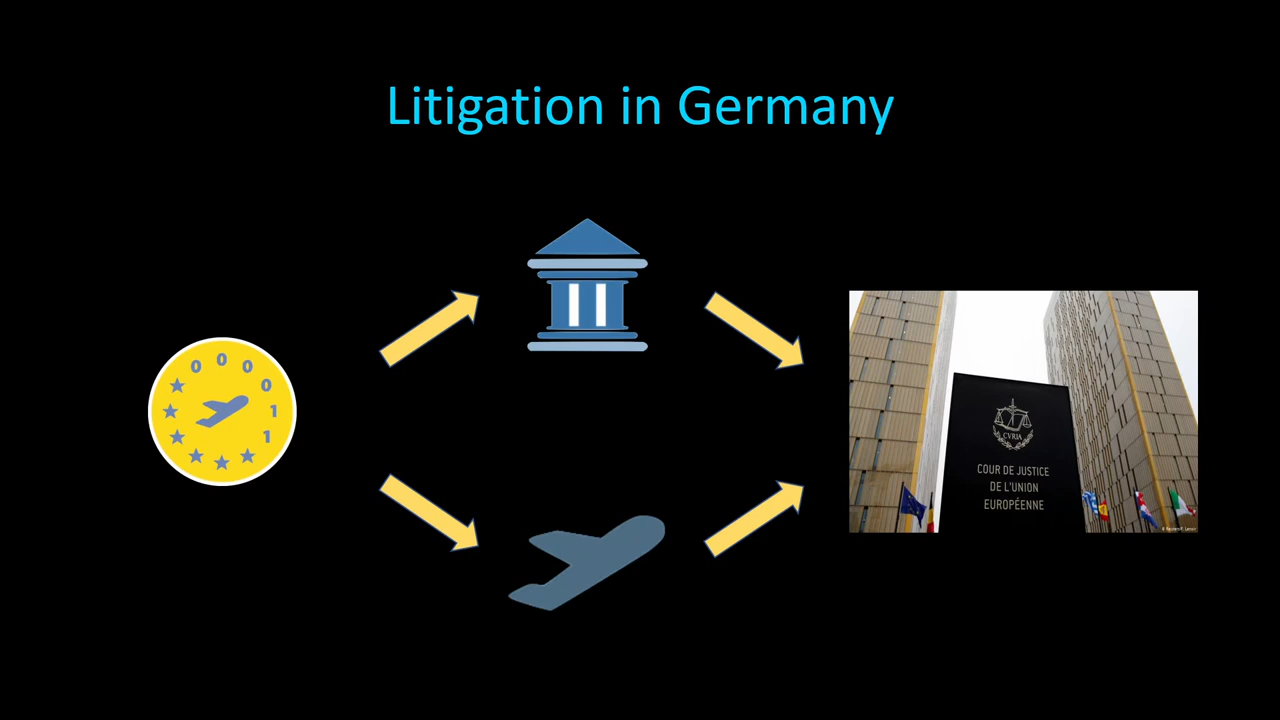 Litigation in Germany
0 0 0 0 1 1
CVRIA
COUR DE JUSTICE
DE L'UNION
EUROPÉENNE